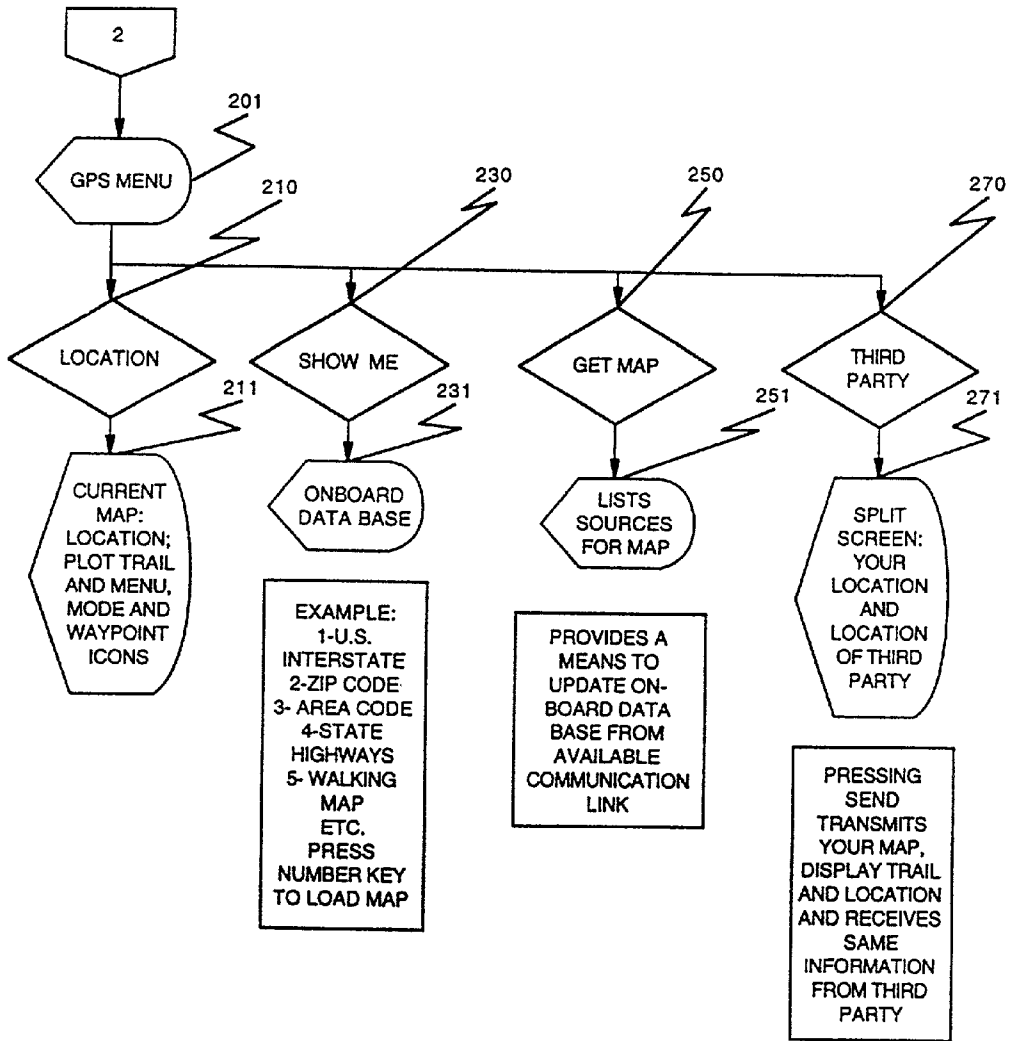 2
201
GPS MENU
210
230
250
270
LOCATION
SHOW ME
GET MAP
THIRD
PARTY
211
231
251
271
CURRENT
MAP:
LOCATION;
PLOT TRAIL
AND MENU,
MODE AND
WAYPOINT
ICONS
ONBOARD
DATA BASE
LISTS
SOURCES
FOR MAP
SPLIT
SCREEN:
YOUR
LOCATION
AND
LOCATION
OF THIRD
PARTY
EXAMPLE:
1-U.S.
INTERSTATE
2-ZIP CODE
3- AREA CODE
4-STATE
HIGHWAYS
5- WALKING
MAP
ETC.
PRESS
NUMBER KEY
TO LOAD MAP
PROVIDES A
MEANS TO
UPDATE ON-
BOARD DATA
BASE FROM
AVAILABLE
COMMUNICATION
LINK
PRESSING
SEND
TRANSMITS
YOUR MAP,
DISPLAY TRAIL
AND LOCATION
AND RECEIVES
SAME
INFORMATION
FROM THIRD
PARTY